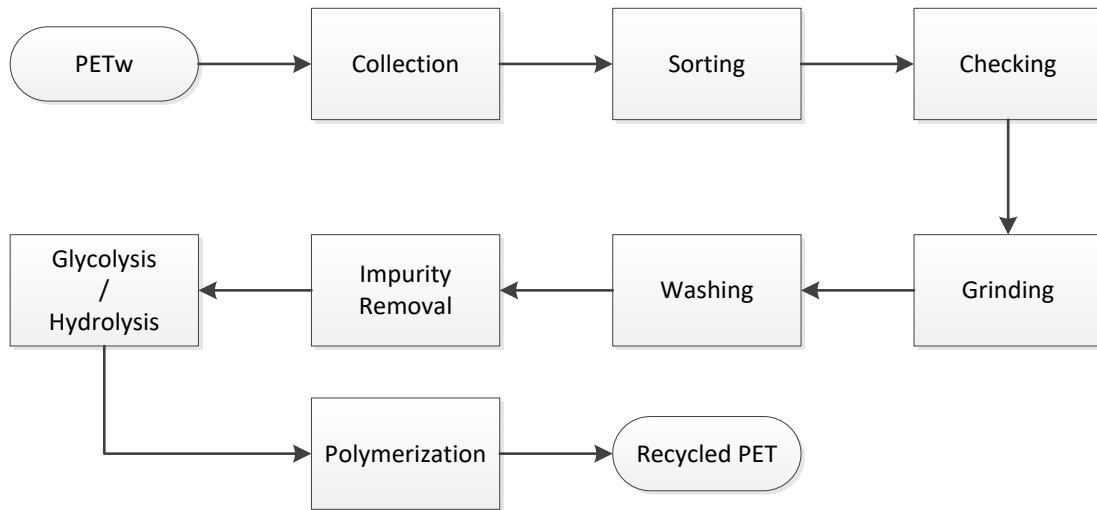 PETw
Collection
Sorting
Checking
Grinding
Washing
Impurity
Removal
Glycolysis
/
Hydrolysis
Polymerization
Recycled PET